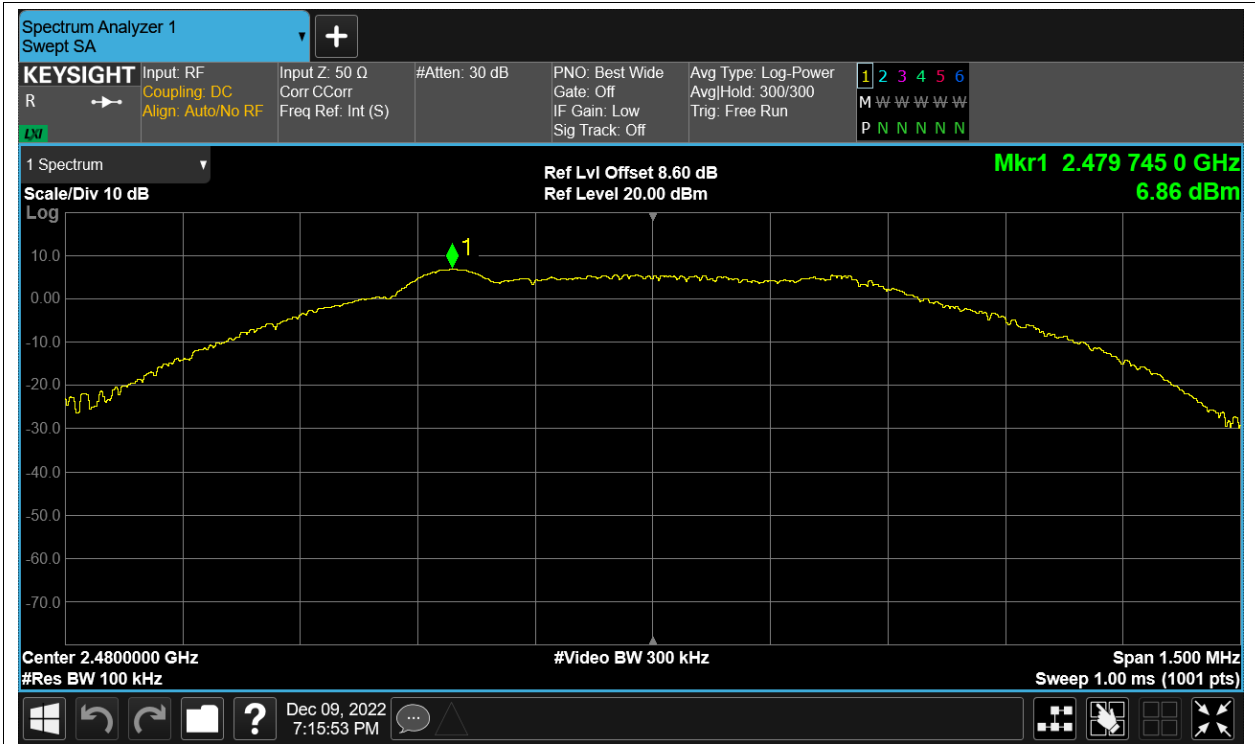 Spectrum Analyzer 1
Swept SA
KEYSIGHT
R
LXI
Input: RF
Coupling: DC
Align: Auto/No RF
Input Z: 50 Ω
Corr CCorr
Freq Ref: Int (S)
#Atten: 30 dB
PNO: Best Wide
Gate: Off
IF Gain: Low
Sig Track: Off
Avg Type: Log-Power
Avg|Hold: 300/300
Trig: Free Run
1 2 3 4 5 6
M W W W W W
P N N N N N
1 Spectrum
Scale/Div 10 dB
Log
Ref Lvl Offset 8.60 dB
Ref Level 20.00 dBm
Mkr1 2.479 745 0 GHz
6.86 dBm
1
10.0
0.00
-10.0
-20.0
-30.0
-40.0
-50.0
-60.0
-70.0
Center 2.4800000 GHz
#Res BW 100 kHz
#Video BW 300 kHz
Span 1.500 MHz
Sweep 1.00 ms (1001 pts)
?
Dec 09, 2022
7:15:53 PM